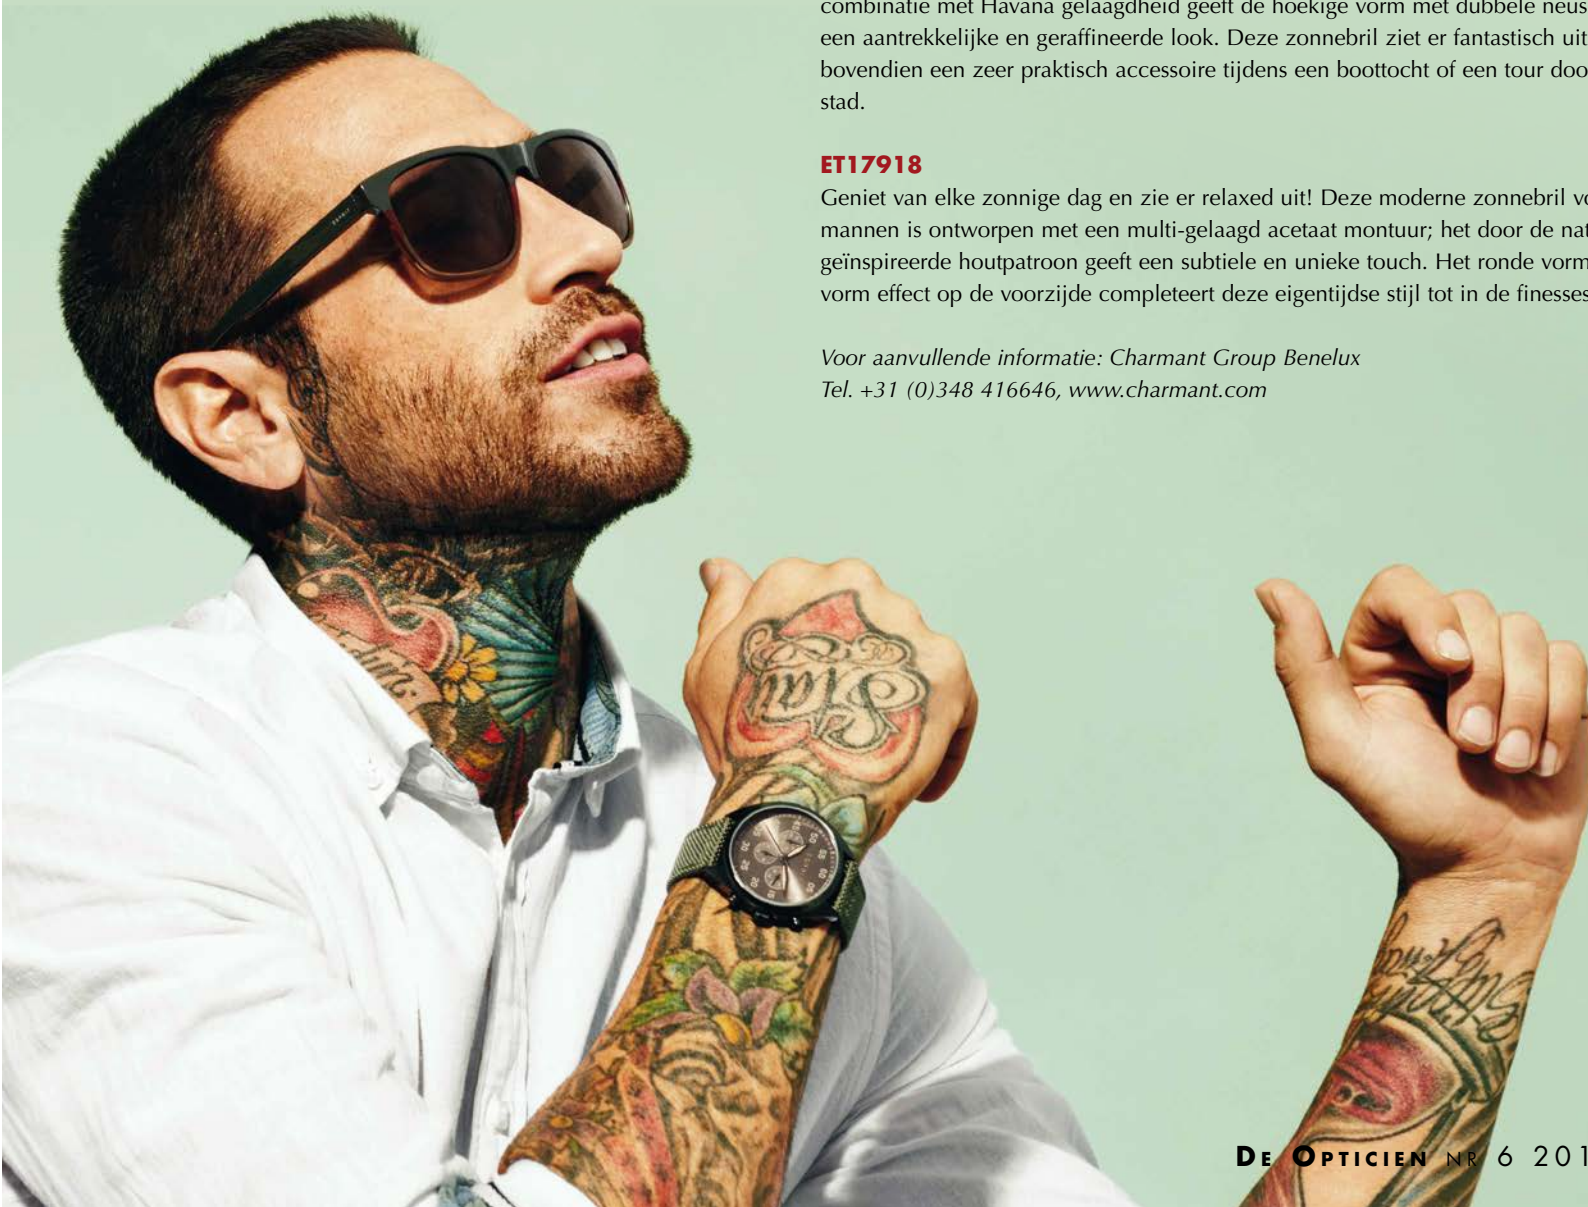 combinatie met Havana gelaagdheid geeft de hoekige vorm met dubbele neus
een aantrekkelijke en geraffineerde look. Deze zonnebril ziet er fantastisch uit
bovendien een zeer praktisch accessoire tijdens een boottocht of een tour doo
stad.
ET17918
Geniet van elke zonnige dag en zie er relaxed uit! Deze moderne zonnebril vo
mannen is ontworpen met een multi-gelaagd acetaat montuur; het door de nat
geïnspireerde houtpatroon geeft een subtiele en unieke touch. Het ronde vorm
vorm effect op de voorzijde completeert deze eigentijdse stijl tot in de finesses
Voor aanvullende informatie: Charmant Group Benelux
Tel. +31 (0)348 416646, www.charmant.com
ESPRIT
Stay
DE OPTICIEN NR 6 201